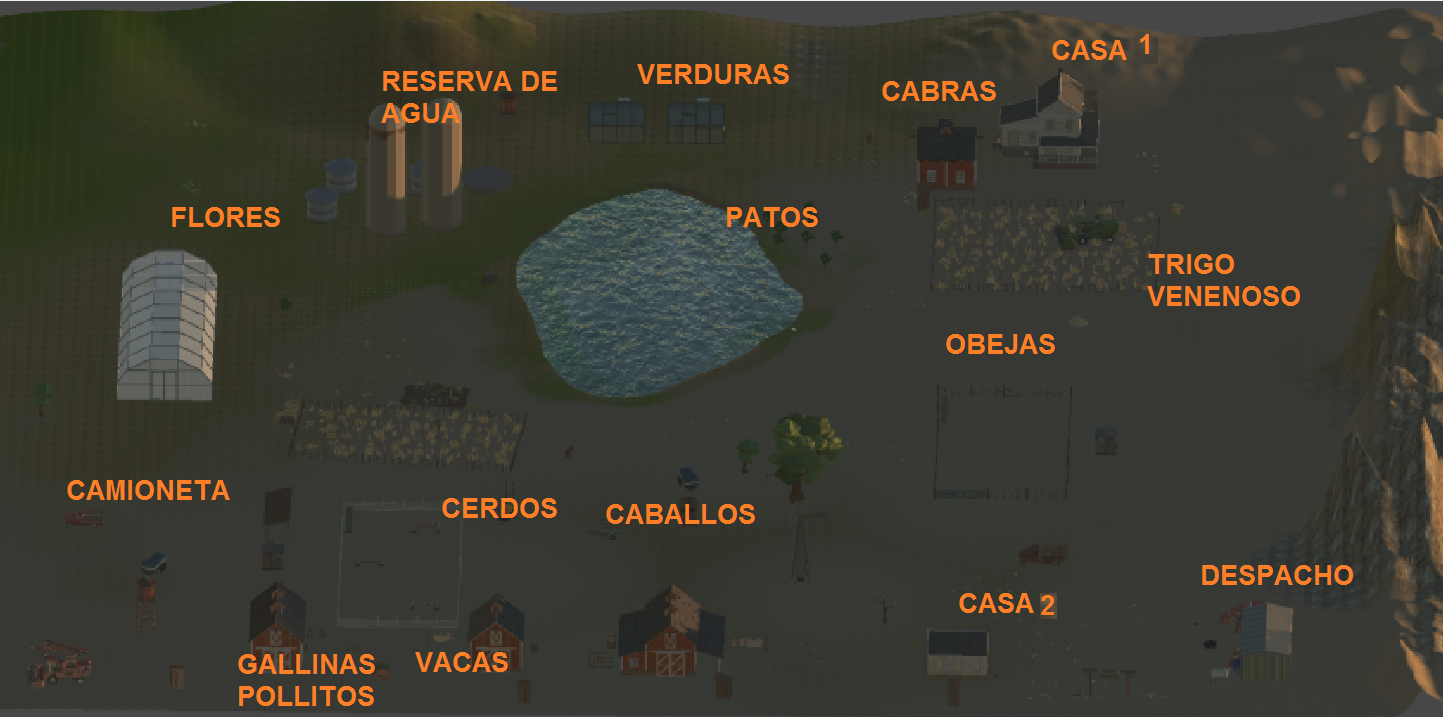 CASA 1
VERDURAS
RESERVA DE
AGUA
CABRAS
FLORES
PATOS
TRIGO
VENENOSO
OBEJAS
CAMIONETA
CERDOS
CABALLOS
DESPACHO
CASA 2
GALLINAS
POLLITOS
VACAS